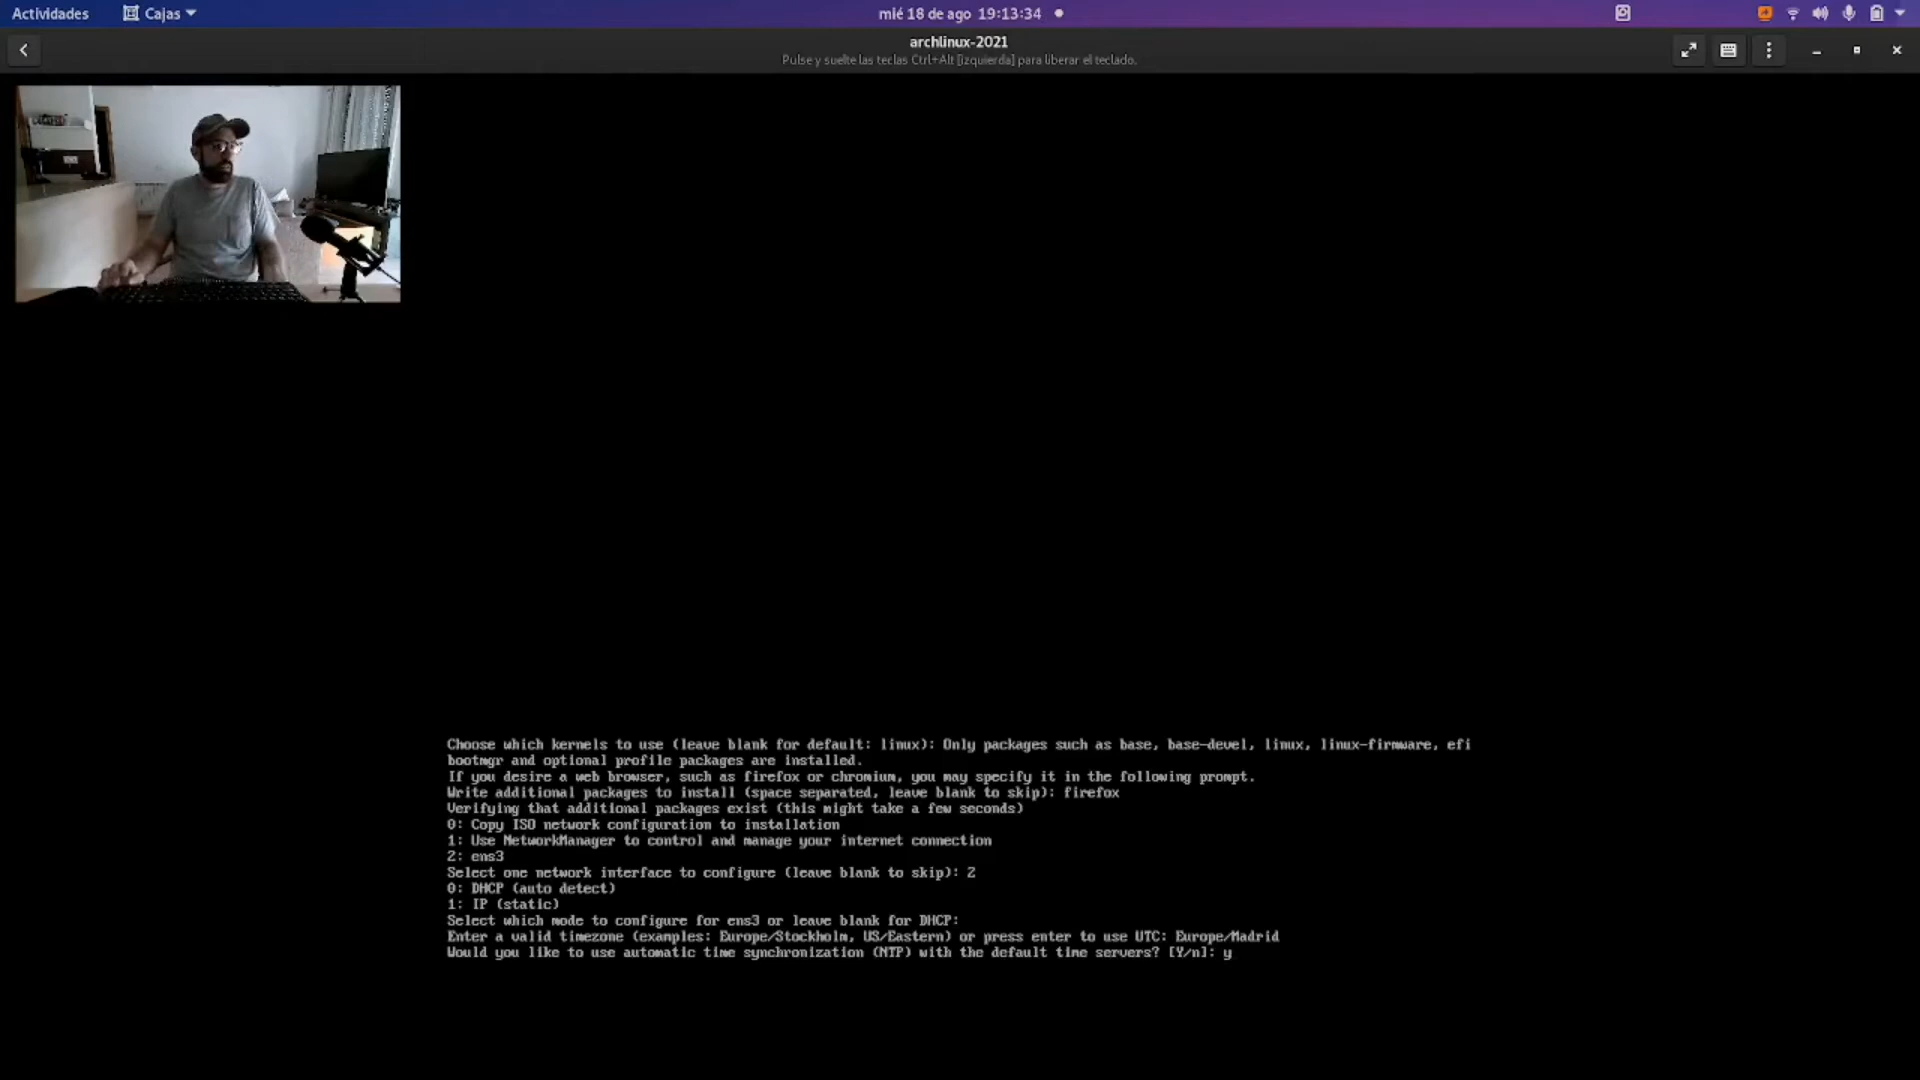 Actividades
Cajas
mié 18 de ago 19:13:34
archlinux-2021
Pulse y suelte las teclas Ctrl+Alt [izquierda] para liberar el teclado.
Choose which kernels to use (leave blank for default: linux): Only packages such as base, base-devel, linux, linux-firmware, efi
bootmgr and optional profile packages are installed.
If you desire a web browser, such as firefox or chromium, you may specify it in the following prompt.
Write additional packages to install (space separated, leave blank to skip): firefox
Verifying that additional packages exist (this might take a few seconds)
0: Copy ISO network configuration to installation
1: Use NetworkManager to control and manage your internet connection
2: ens3
Select one network interface to configure (leave blank to skip): 2
0: DHCP (auto detect)
1: IP (static)
Select which mode to configure for ens3 or leave blank for DHCP:
Enter a valid timezone (examples: Europe/Stockholm, US/Eastern) or press enter to use UTC: Europe/Madrid
Would you like to use automatic time synchronization (NTP) with the default time servers? [Y/n]: y